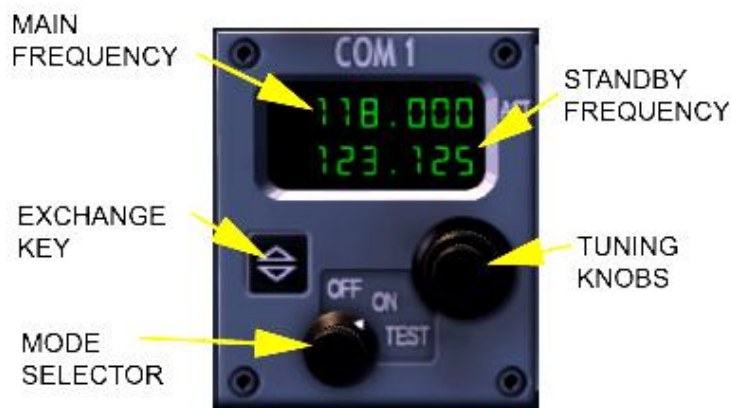 MAIN
FREQUENCY
COM 1
118.000
123.125
ACT
STANDBY
FREQUENCY
EXCHANGE
KEY
TUNING
KNOBS
OFF
ON
TEST
MODE
SELECTOR